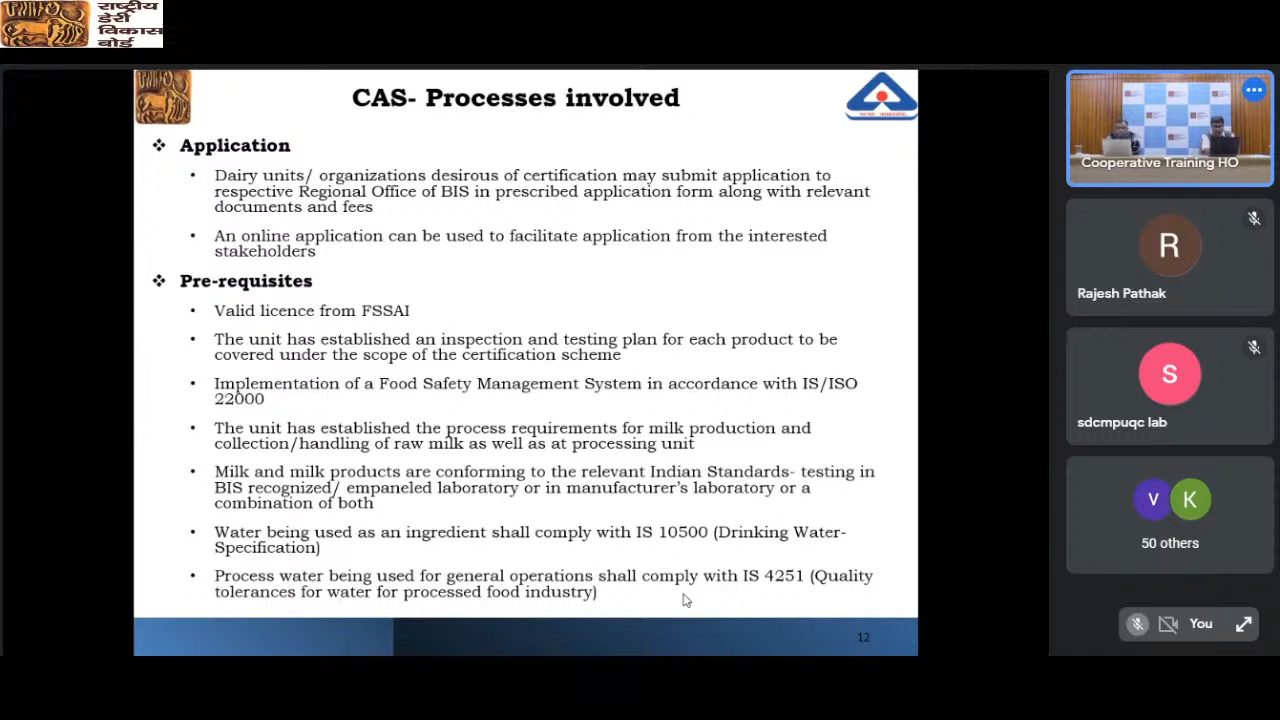 राष्ट्रीय
डेरी
विकास
बोर्ड
CAS- Processes involved
❖ Application
• Dairy units/ organizations desirous of certification may submit application to
respective Regional Office of BIS in prescribed application form along with relevant
documents and fees
• An online application can be used to facilitate application from the interested
stakeholders
❖ Pre-requisites
• Valid licence from FSSAI
• The unit has established an inspection and testing plan for each product to be
covered under the scope of the certification scheme
• Implementation of a Food Safety Management System in accordance with IS/ISO
22000
• The unit has established the process requirements for milk production and
collection/handling of raw milk as well as at processing unit
• Milk and milk products are conforming to the relevant Indian Standards- testing in
BIS recognized/ empaneled laboratory or in manufacturer's laboratory or a
combination of both
• Water being used as an ingredient shall comply with IS 10500 (Drinking Water-
Specification)
• Process water being used for general operations shall comply with IS 4251 (Quality
tolerances for water for processed food industry)
12
Cooperative Training HO
R
Rajesh Pathak
S
sdcmpuqc lab
V K
50 others
You